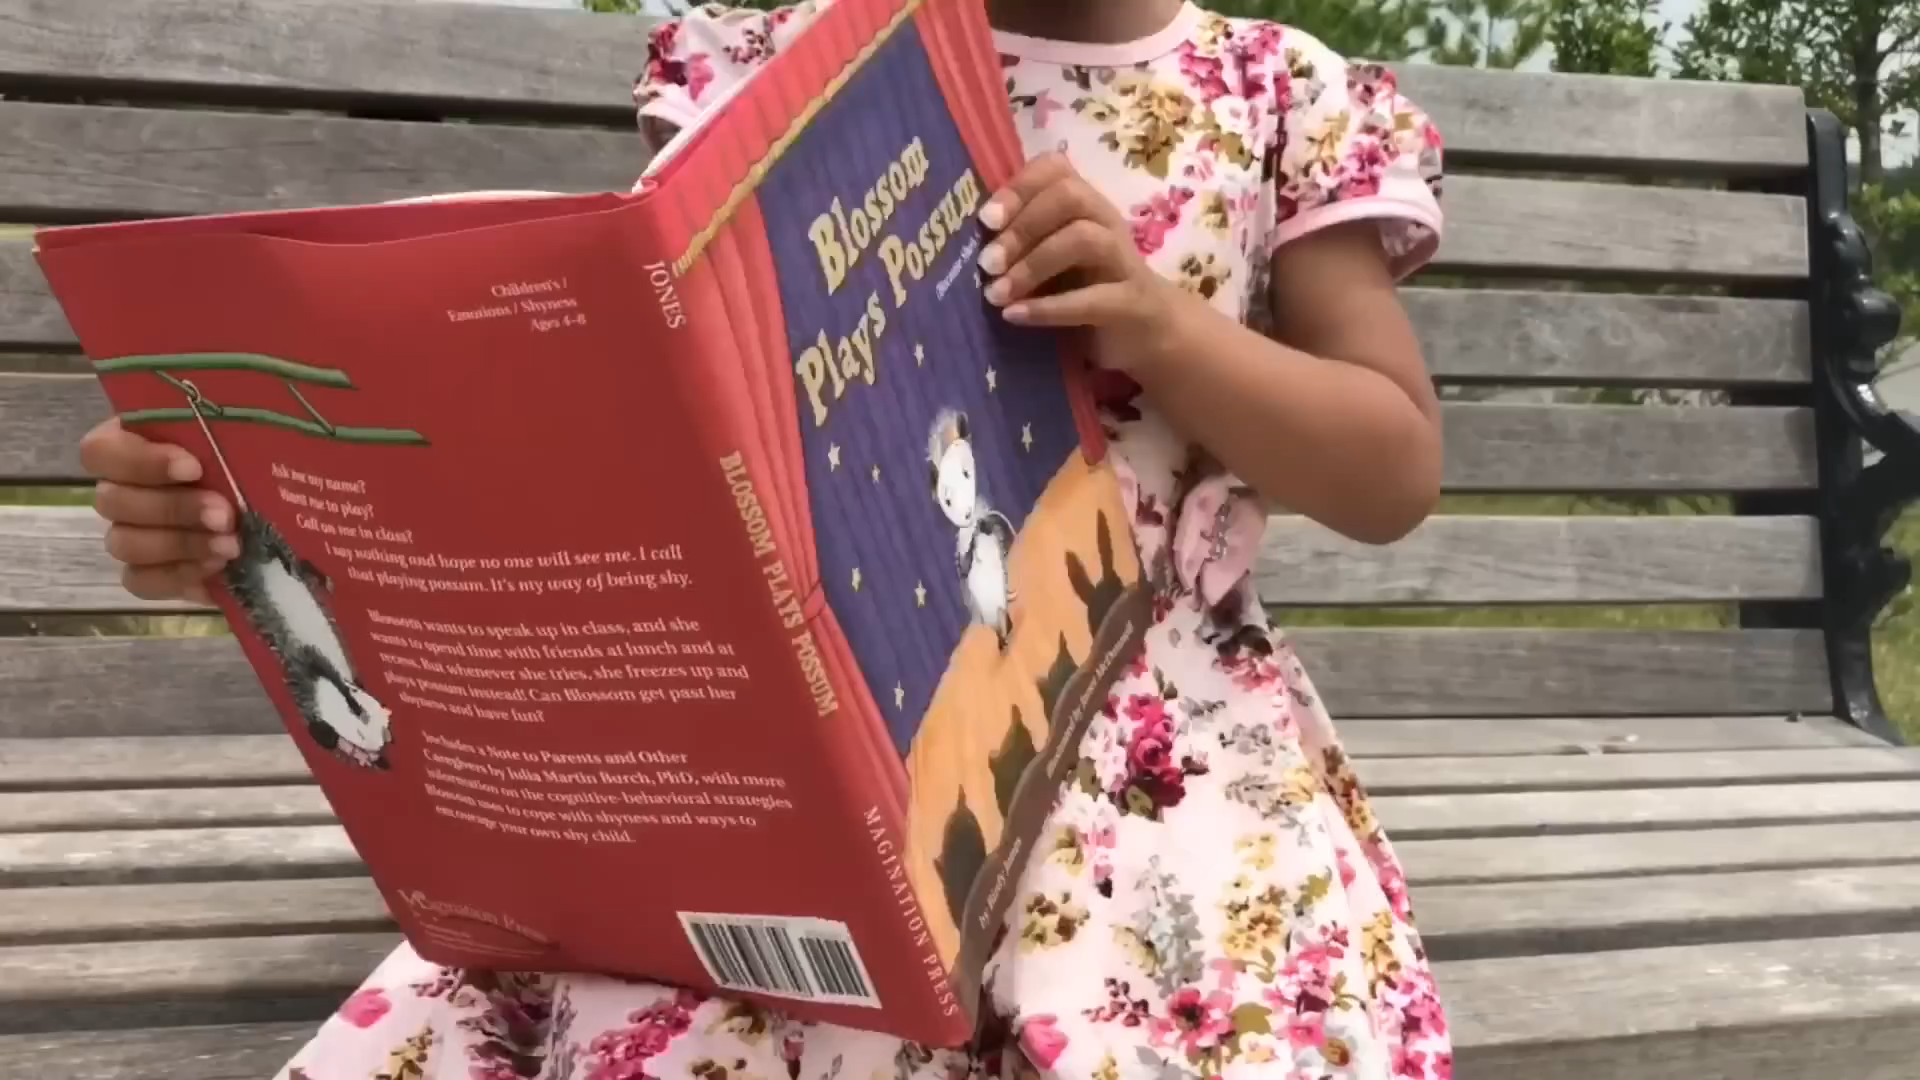 Children's /
Emotions / Shyness
Ages 4–8
Ask me my name?
Want me to play?
Call on me in class?
I say nothing and hope no one will see me. I call
that playing possum. It's my way of being shy.
Blossom wants to speak up in class, and she
wants to spend time with friends at lunch and at
recess. But whenever she tries, she freezes up and
plays possum instead! Can Blossom get past her
shyness and have fun?
Includes a Note to Parents and Other
Caregivers by Julia Martin Burch, PhD, with more
information on the cognitive-behavioral strategies
Blossom uses to cope with shyness and ways to
encourage your own shy child.
Magination Press
JONES
BLOSSOM PLAYS POSSUM
MAGINATION PRESS
Blossom
Plays Possum
by Birdy Jones